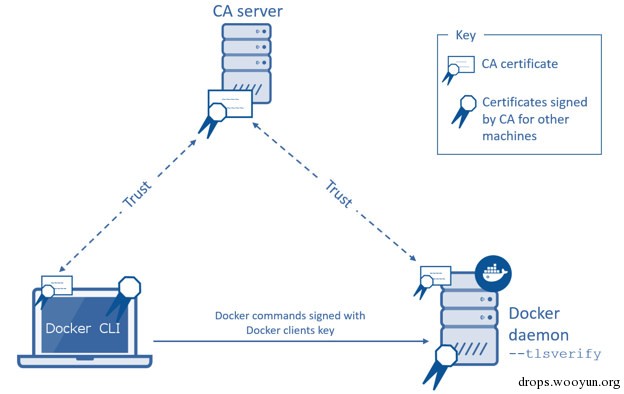 CA server
Key
CA certificate
Certificates signed
by CA for other
machines
Trust
Trust
Docker CLI
Docker commands signed with
Docker clients key
Docker
daemon
--tlsverify
drops.wooyun.org